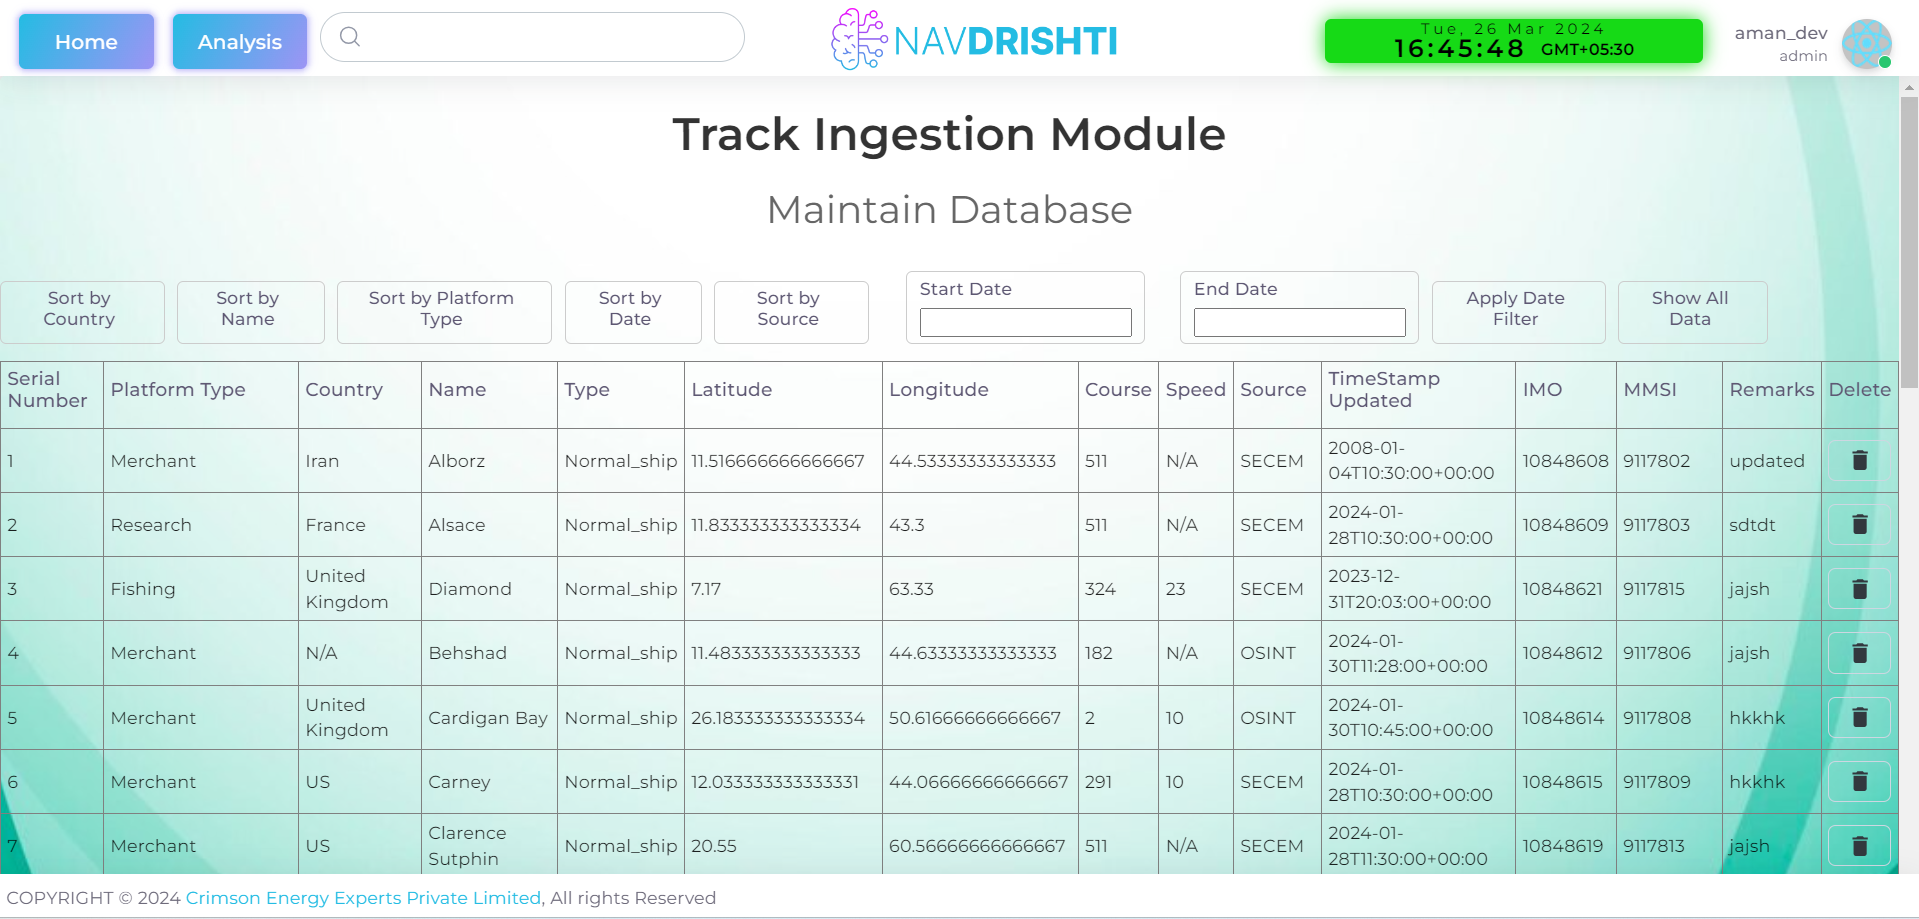 Home
Analysis
NAVDRISHTI
Tue, 26 Mar 2024
16:45:48 GMT+05:30
aman_dev
admin
Track Ingestion Module
Maintain Database
Sort by
Country
Sort by
Name
Sort by Platform
Type
Sort by
Date
Sort by
Source
Start Date
End Date
Apply Date
Filter
Show All
Data
Serial
Number
Platform Type
Country
Name
Type
Latitude
Longitude
Course
Speed
Source
TimeStamp
Updated
IMO
MMSI
Remarks
Delete
1
Merchant
Iran
Alborz
Normal_ship
11.516666666666667
44.53333333333333
511
N/A
SECEM
2008-01-
04T10:30:00+00:00
10848608
9117802
updated
2
Research
France
Alsace
Normal_ship
11.833333333333334
43.3
511
N/A
SECEM
2024-01-
28T10:30:00+00:00
10848609
9117803
sdtdt
3
Fishing
United
Kingdom
Diamond
Normal_ship
7.17
63.33
324
23
SECEM
2023-12-
31T20:03:00+00:00
10848621
9117815
jajsh
4
Merchant
N/A
Behshad
Normal_ship
11.483333333333333
44.63333333333333
182
N/A
OSINT
2024-01-
30T11:28:00+00:00
10848612
9117806
jajsh
5
Merchant
United
Kingdom
Cardigan Bay
Normal_ship
26.183333333333334
50.61666666666667
2
10
OSINT
2024-01-
30T10:45:00+00:00
10848614
9117808
hkkhk
6
Merchant
US
Carney
Normal_ship
12.033333333333331
44.06666666666667
291
10
SECEM
2024-01-
28T10:30:00+00:00
10848615
9117809
hkkhk
7
Merchant
US
Clarence
Sutphin
Normal_ship
20.55
60.56666666666667
511
N/A
SECEM
2024-01-
28T11:30:00+00:00
10848619
9117813
jajsh
COPYRIGHT © 2024 Crimson Energy Experts Private Limited, All rights Reserved